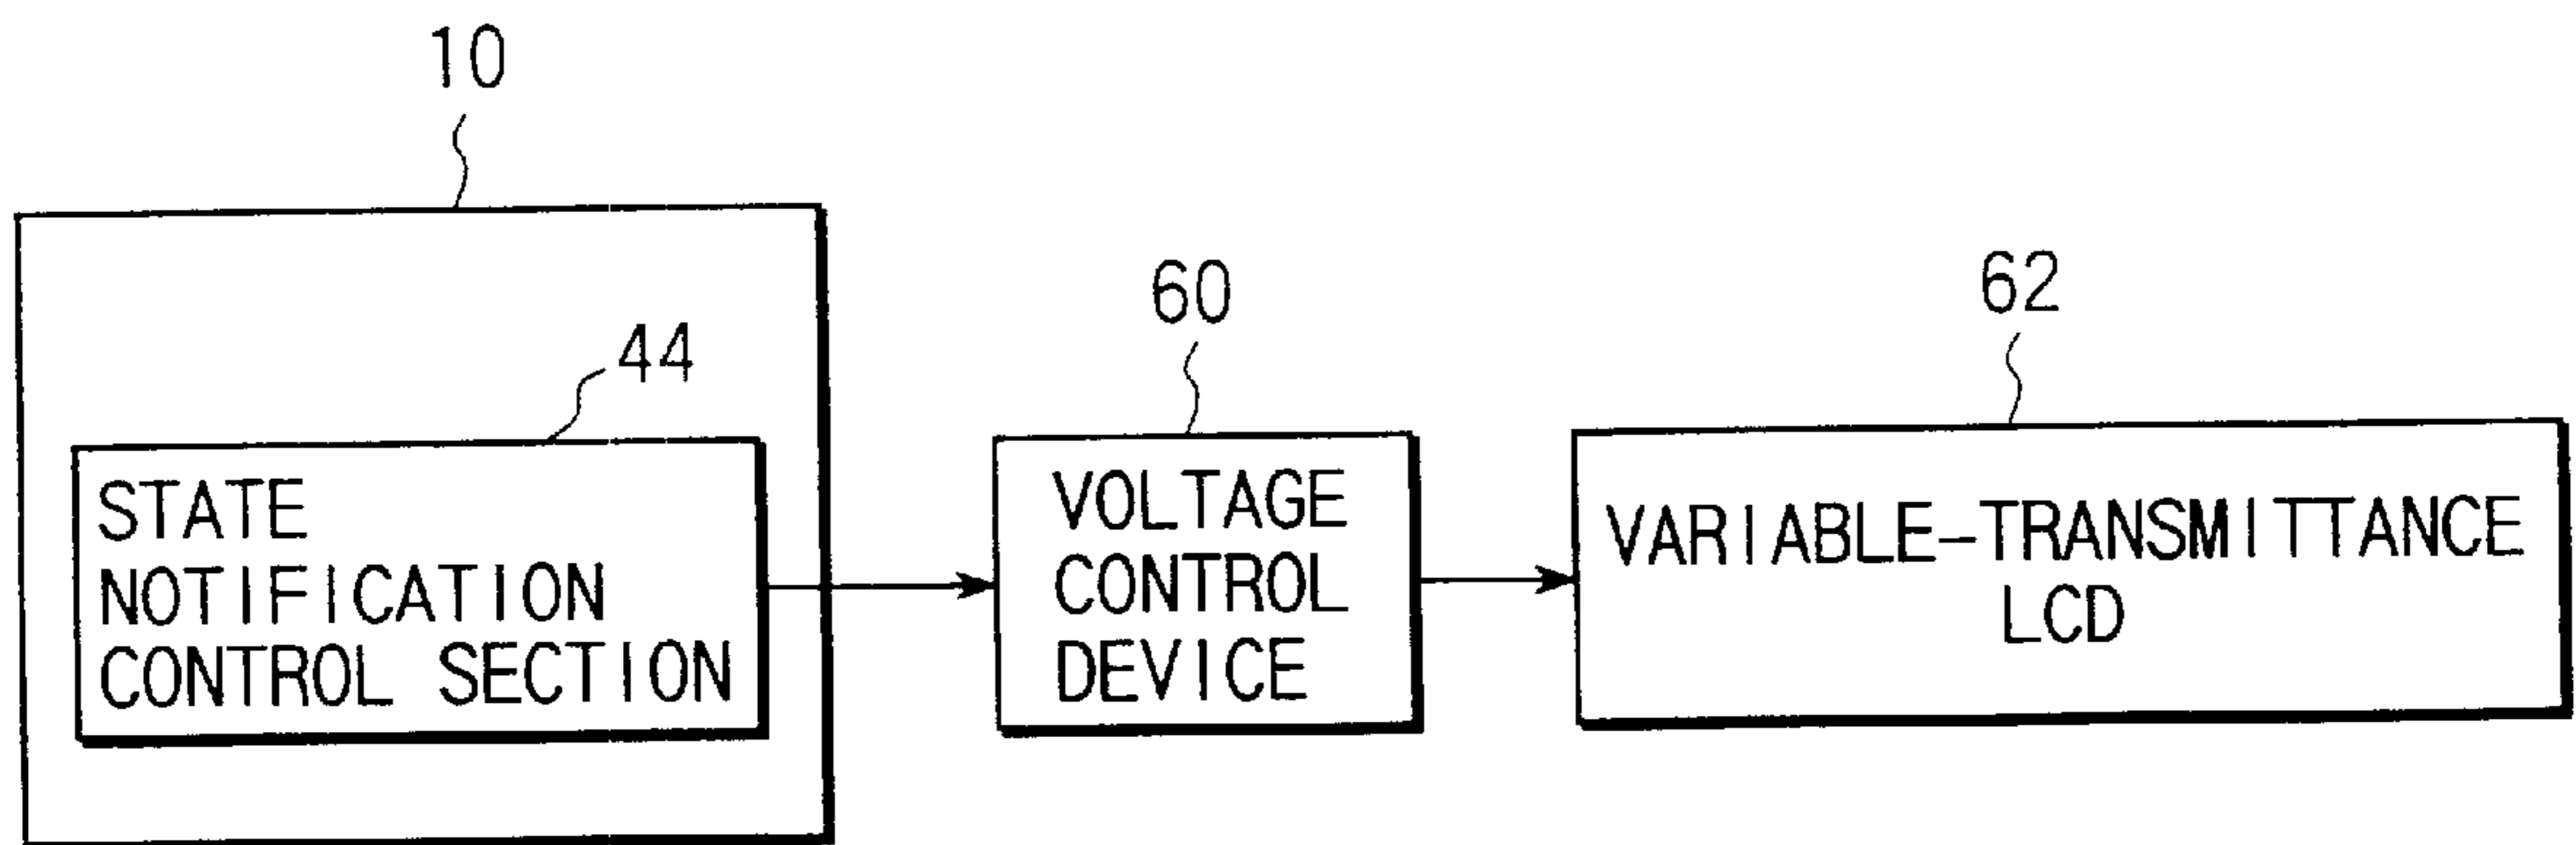 10
44
STATE
NOTIFICATION
CONTROL SECTION
60
VOLTAGE
CONTROL
DEVICE
62
VARIABLE-TRANSMITTANCE
LCD